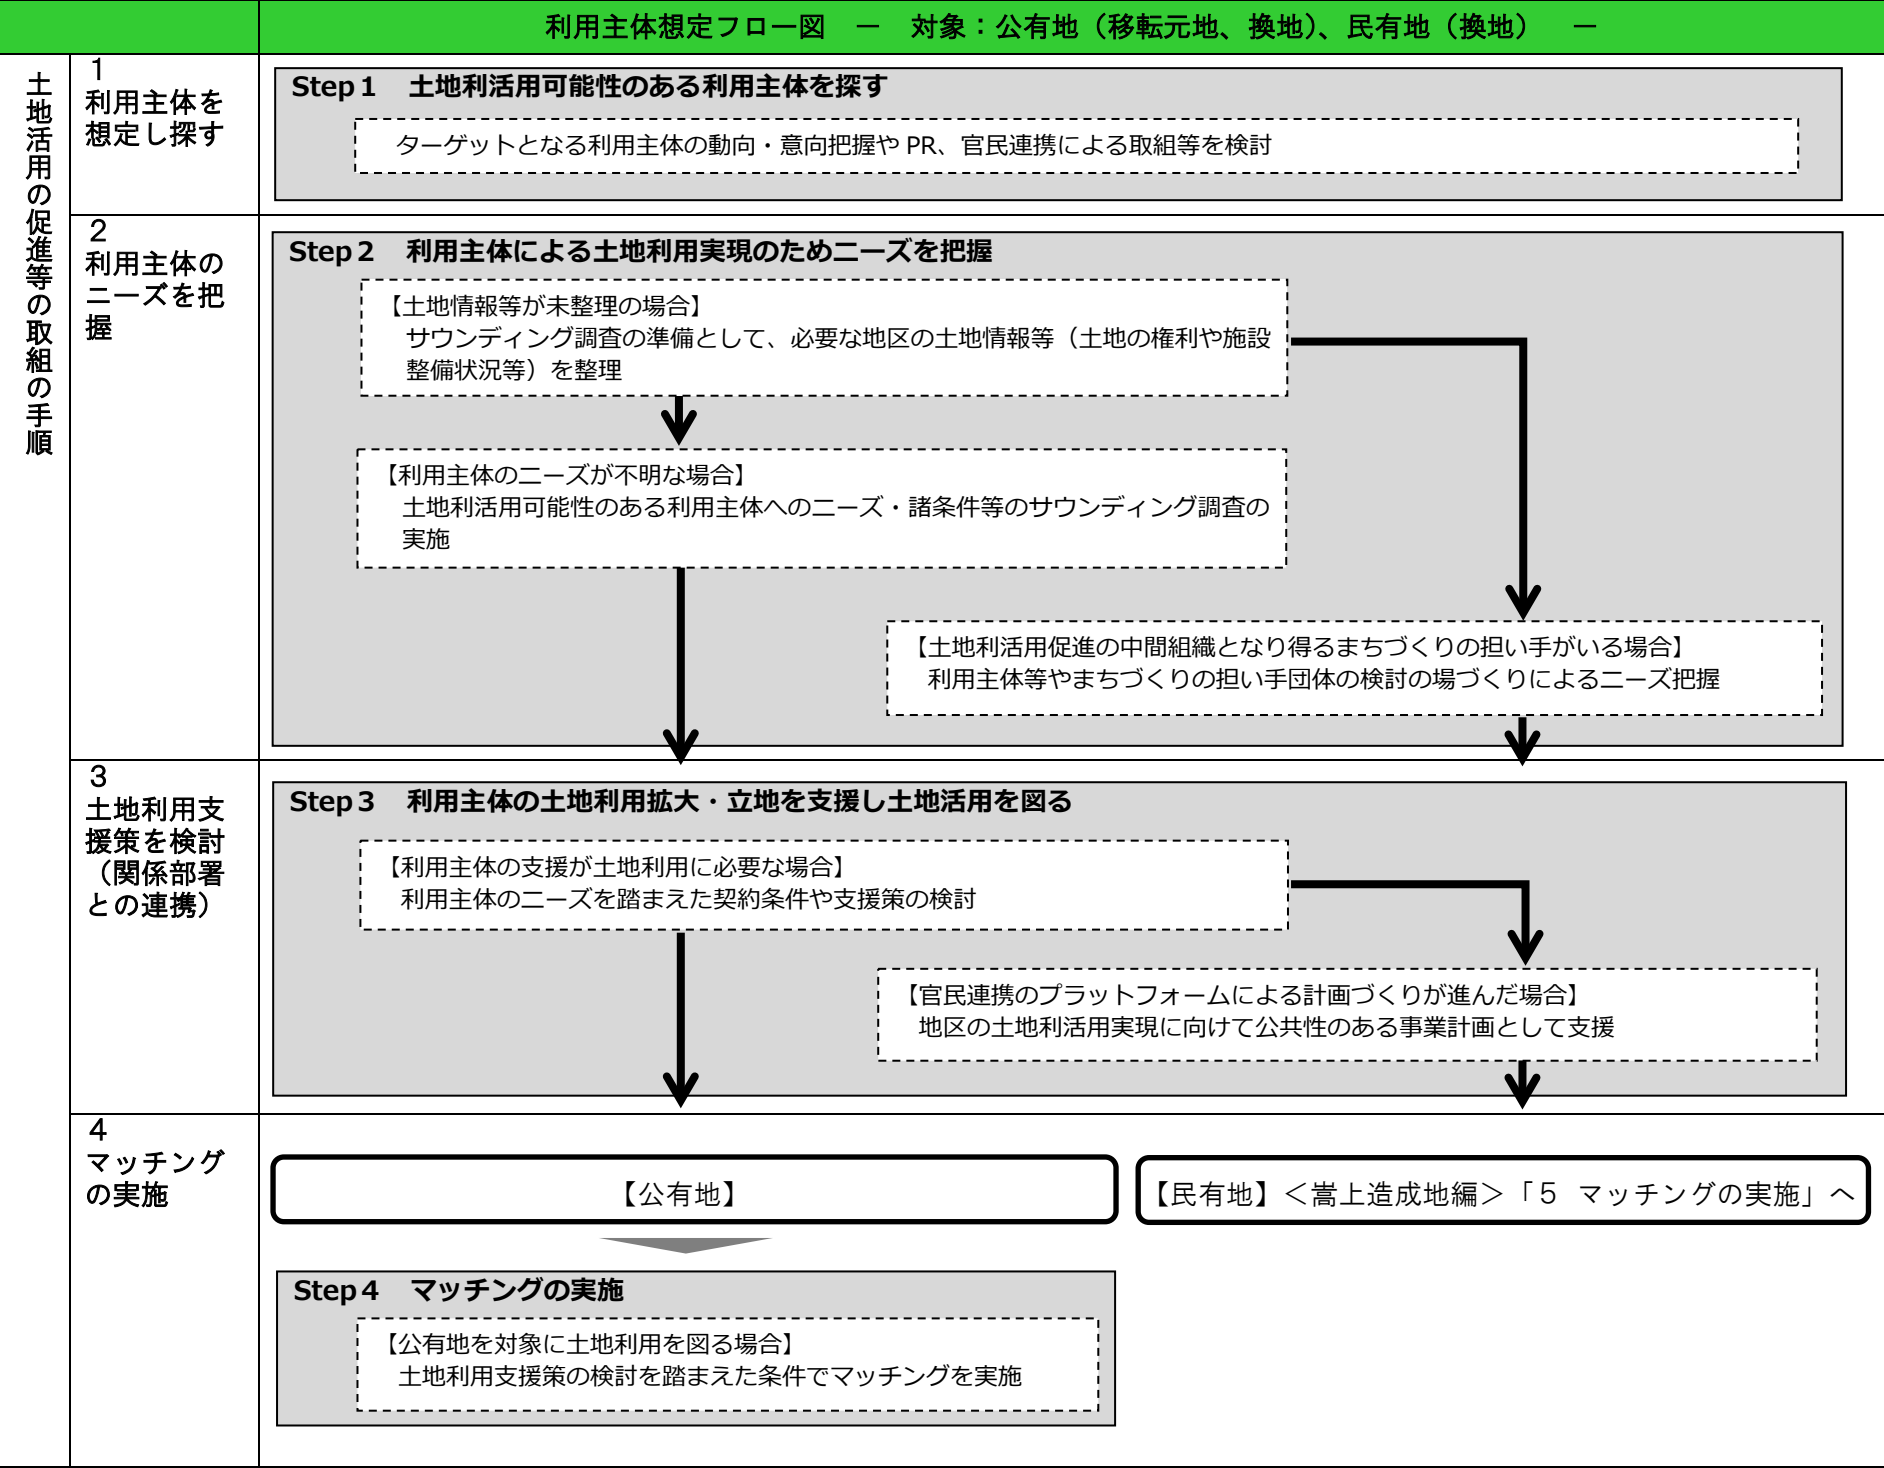 利用主体想定フロー図　―　対象：公有地（移転元地、換地）、民有地（換地）　―
土地活用の促進等の取組の手順
1
利用主体を
想定し探す
Step１　土地利活用可能性のある利用主体を探す
ターゲットとなる利用主体の動向・意向把握や PR、官民連携による取組等を検討
2
利用主体の
ニーズを把
握
Step２　利用主体による土地利用実現のためニーズを把握
【土地情報等が未整理の場合】
サウンディング調査の準備として、必要な地区の土地情報等（土地の権利や施設
整備状況等）を整理
【利用主体のニーズが不明な場合】
土地利活用可能性のある利用主体へのニーズ・諸条件等のサウンディング調査の
実施
【土地利活用促進の中間組織となり得るまちづくりの担い手がいる場合】
利用主体等やまちづくりの担い手団体の検討の場づくりによるニーズ把握
3
土地利用支
援策を検討
（関係部署
との連携）
Step３　利用主体の土地利用拡大・立地を支援し土地活用を図る
【利用主体の支援が土地利用に必要な場合】
利用主体のニーズを踏まえた契約条件や支援策の検討
【官民連携のプラットフォームによる計画づくりが進んだ場合】
地区の土地利活用実現に向けて公共性のある事業計画として支援
4
マッチング
の実施
【公有地】
【民有地】＜嵩上造成地編＞「５　マッチングの実施」へ
Step４　マッチングの実施
【公有地を対象に土地利用を図る場合】
土地利用支援策の検討を踏まえた条件でマッチングを実施